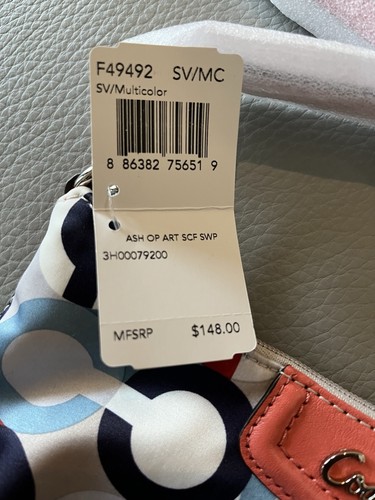 F49492 SV/MC
SV/Multicolor
8 86382 75651 9
ASH OP ART SCF SWP
3H00079200
MFSRP $148.00